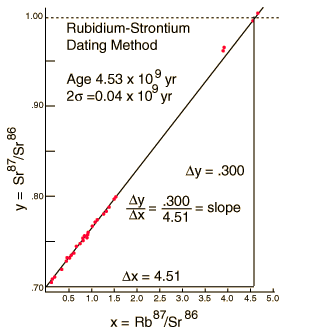 1.00
Rubidium-Strontium
Dating Method
Age 4.53 x 10⁹ yr
2σ =0.04 x 10⁹ yr
.90
y = Sr⁸⁷/Sr⁸⁶
Δy = .300
.80
Δy/Δx = .300/4.51 = slope
Δx = 4.51
.70
0.5 1.0 1.5 2.0 2.5 3.0 3.5 4.0 4.5 5.0
x = Rb⁸⁷/Sr⁸⁶